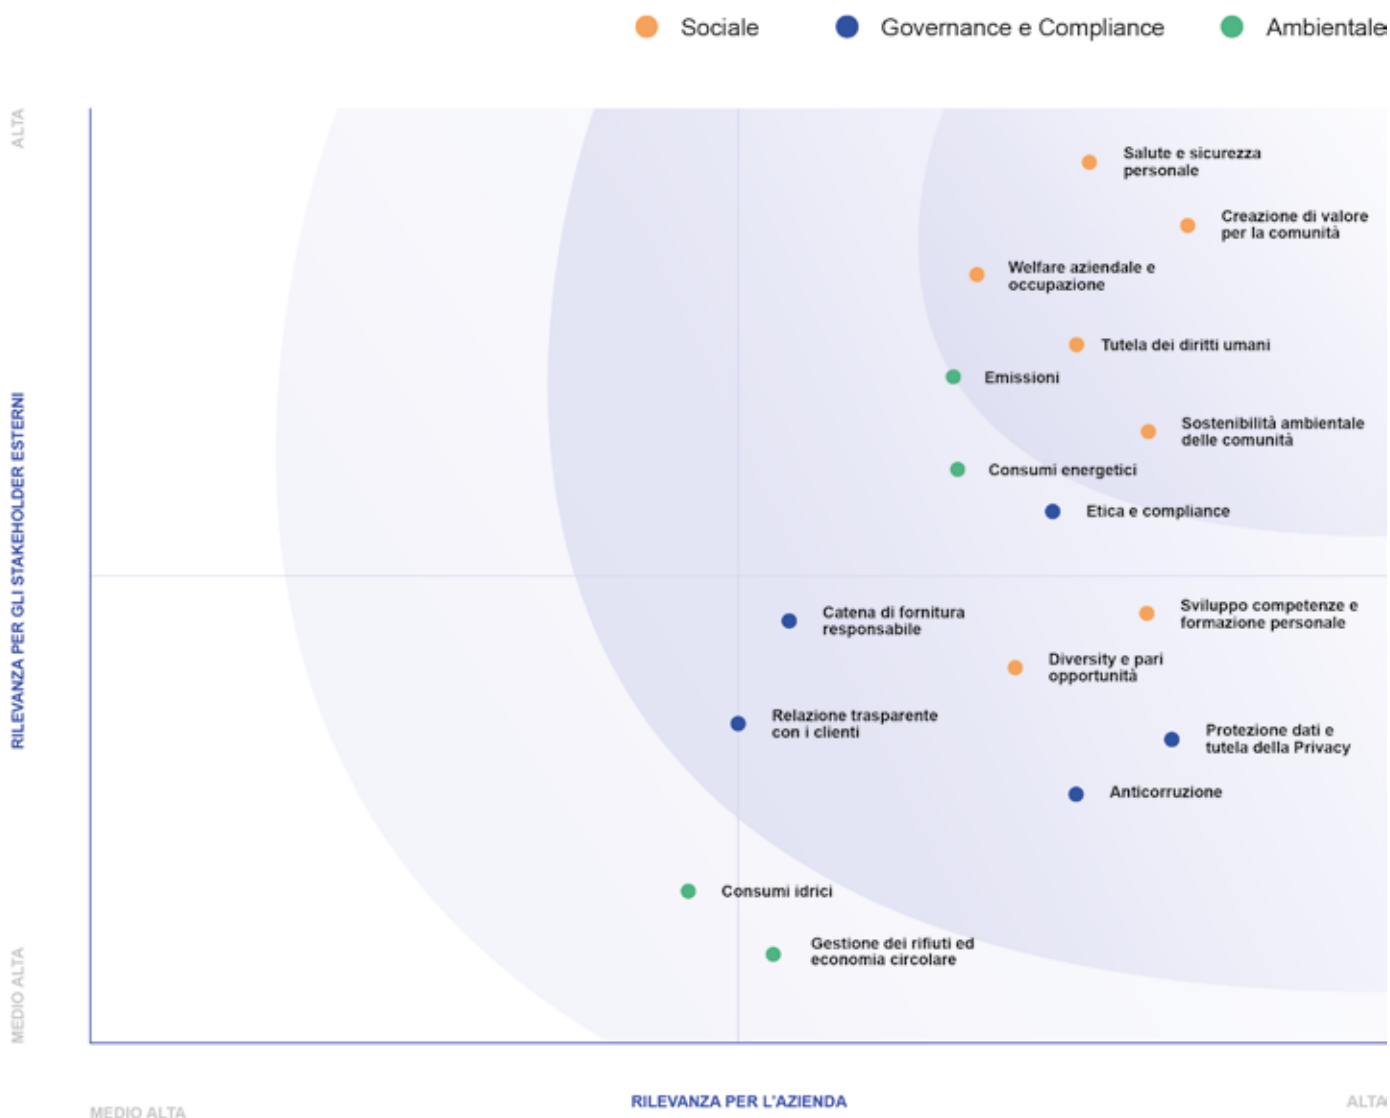 Sociale
Governance e Compliance
Ambientale
ALTA
RILEVANZA PER GLI STAKEHOLDER ESTERNI
MEDIO ALTA
Salute e sicurezza
personale
Creazione di valore
per la comunità
Welfare aziendale e
occupazione
Tutela dei diritti umani
Emissioni
Sostenibilità ambientale
delle comunità
Consumi energetici
Etica e compliance
Catena di fornitura
responsabile
Sviluppo competenze e
formazione personale
Diversity e pari
opportunità
Relazione trasparente
con i clienti
Protezione dati e
tutela della Privacy
Anticorruzione
Consumi idrici
Gestione dei rifiuti ed
economia circolare
MEDIO ALTA
RILEVANZA PER L'AZIENDA
ALTA